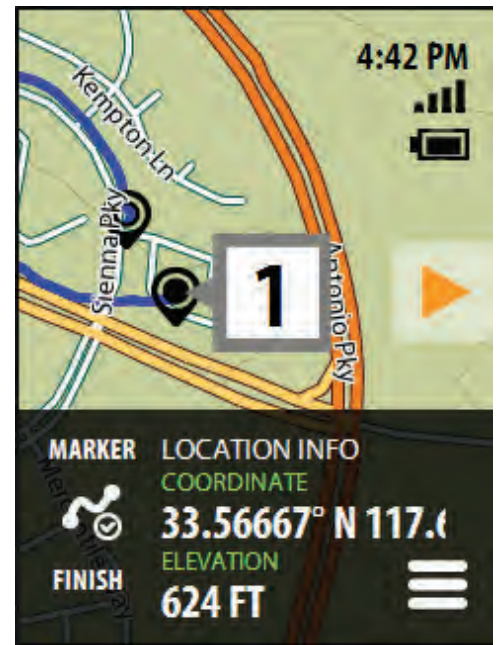 4:42 PM
Kempton Ln
Sienna Pky
1
Antonio Pky
MARKER
LOCATION INFO
COORDINATE
33.56667° N 117.6
ELEVATION
FINISH
624 FT